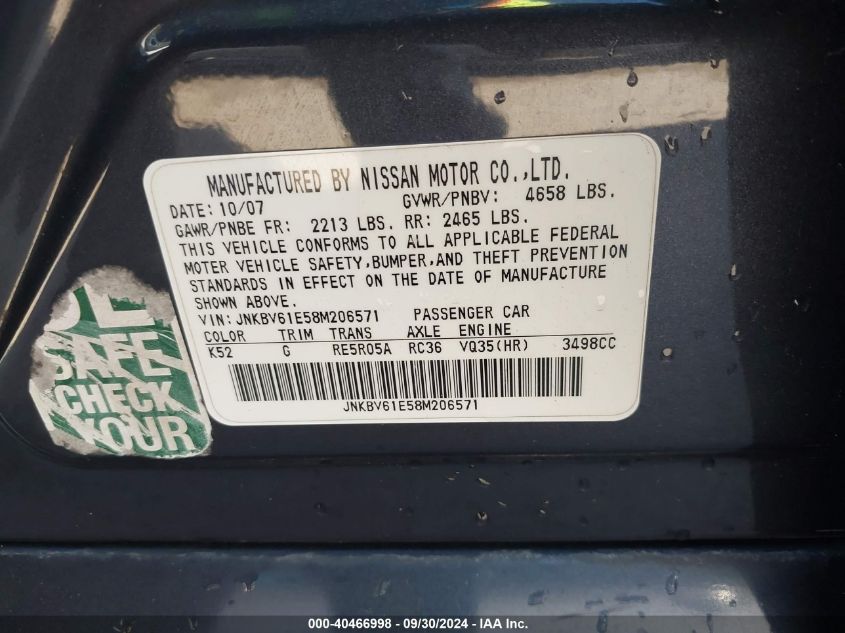 MANUFACTURED BY NISSAN MOTOR CO.,LTD.
DATE: 10/07 GVWR/PNBV: 4658 LBS.
GAWR/PNBE FR: 2213 LBS. RR: 2465 LBS.
THIS VEHICLE CONFORMS TO ALL APPLICABLE FEDERAL
MOTER VEHICLE SAFETY,BUMPER,AND THEFT PREVENTION
STANDARDS IN EFFECT ON THE DATE OF MANUFACTURE
SHOWN ABOVE.
VIN: JNKBV61E58M206571 PASSENGER CAR
COLOR TRIM TRANS AXLE ENGINE
K52 G RE5R05A RC36 VQ35(HR) 3498CC
JNKBV61E58M206571
SAFE
CHECK
YOUR
000-40466998 - 09/30/2024 - IAA Inc.